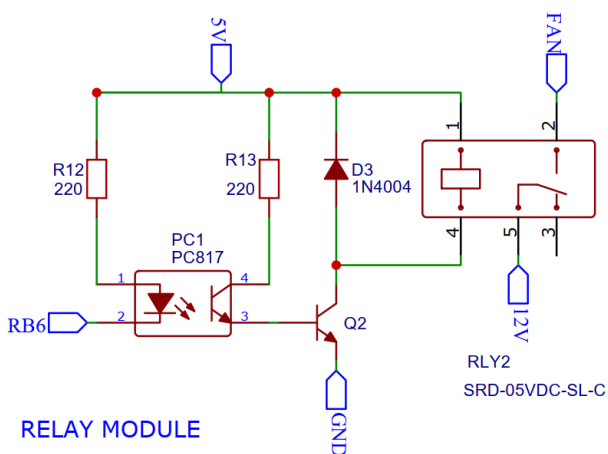 5V
FAN
R12
220
R13
220
D3
1N4004
1
2
4
5
3
PC1
PC817
1
2
4
3
RB6
Q2
12V
GND
RLY2
SRD-05VDC-SL-C
RELAY MODULE